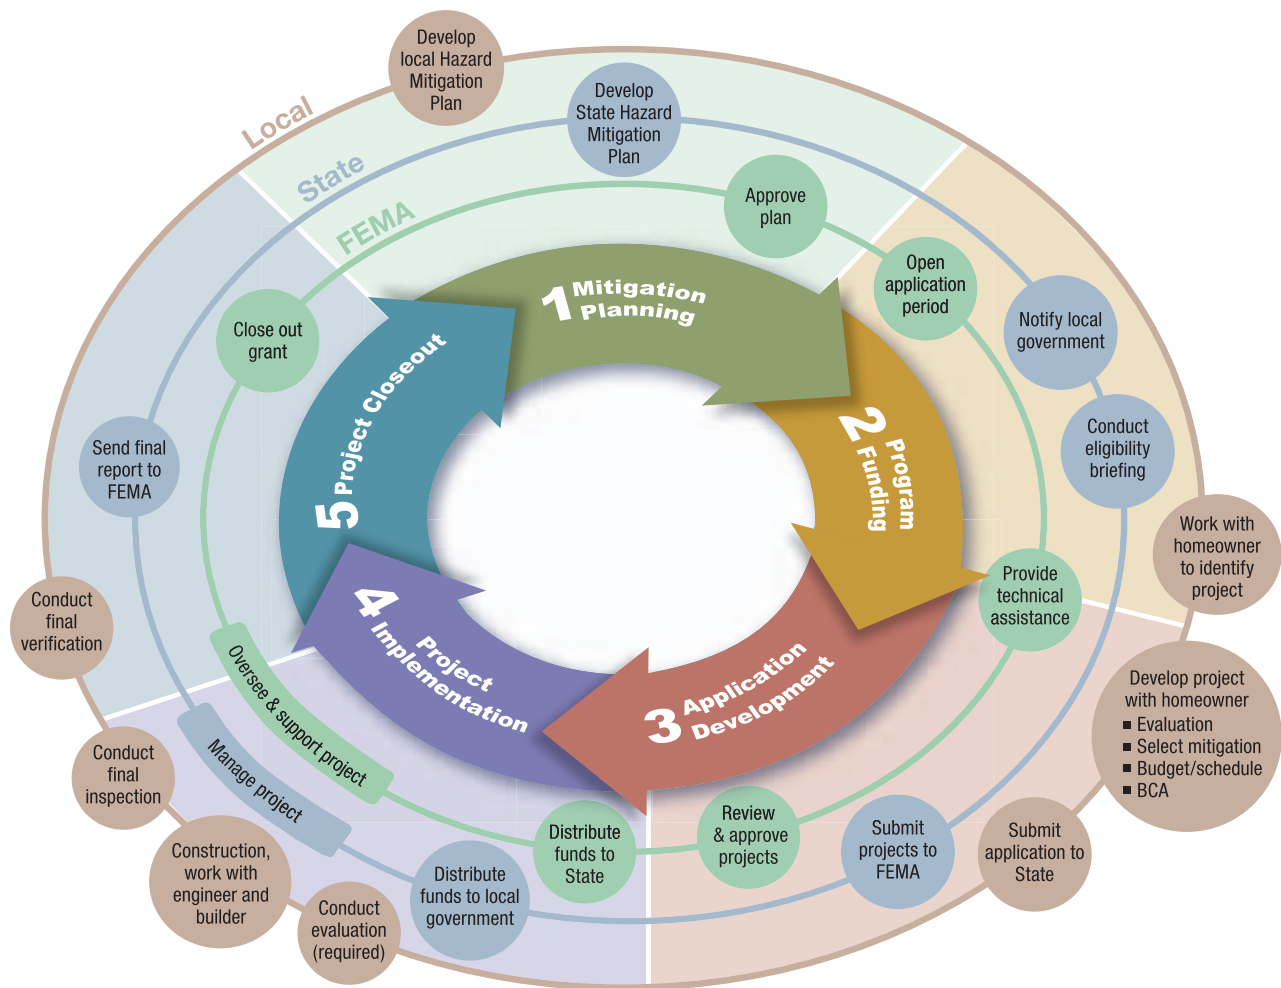 Local
State
FEMA
Develop
local Hazard
Mitigation
Plan
Develop
State Hazard
Mitigation
Plan
Approve
plan
1 Mitigation
Planning
Open
application
period
Notify local
government
Conduct
eligibility
briefing
2 Program
Funding
Work with
homeowner
to identify
project
Provide
technical
assistance
Develop project
with homeowner
■ Evaluation
■ Select mitigation
■ Budget/schedule
■ BCA
Submit
application to
State
Submit
projects to
FEMA
Review
& approve
projects
3 Application
Development
Distribute
funds to
State
Distribute
funds to local
government
Conduct
evaluation
(required)
Construction,
work with
engineer and
builder
Conduct
final
inspection
Manage project
Oversee & support project
4 Project
Implementation
Conduct
final
verification
Send final
report to
FEMA
Close out
grant
5 Project Closeout